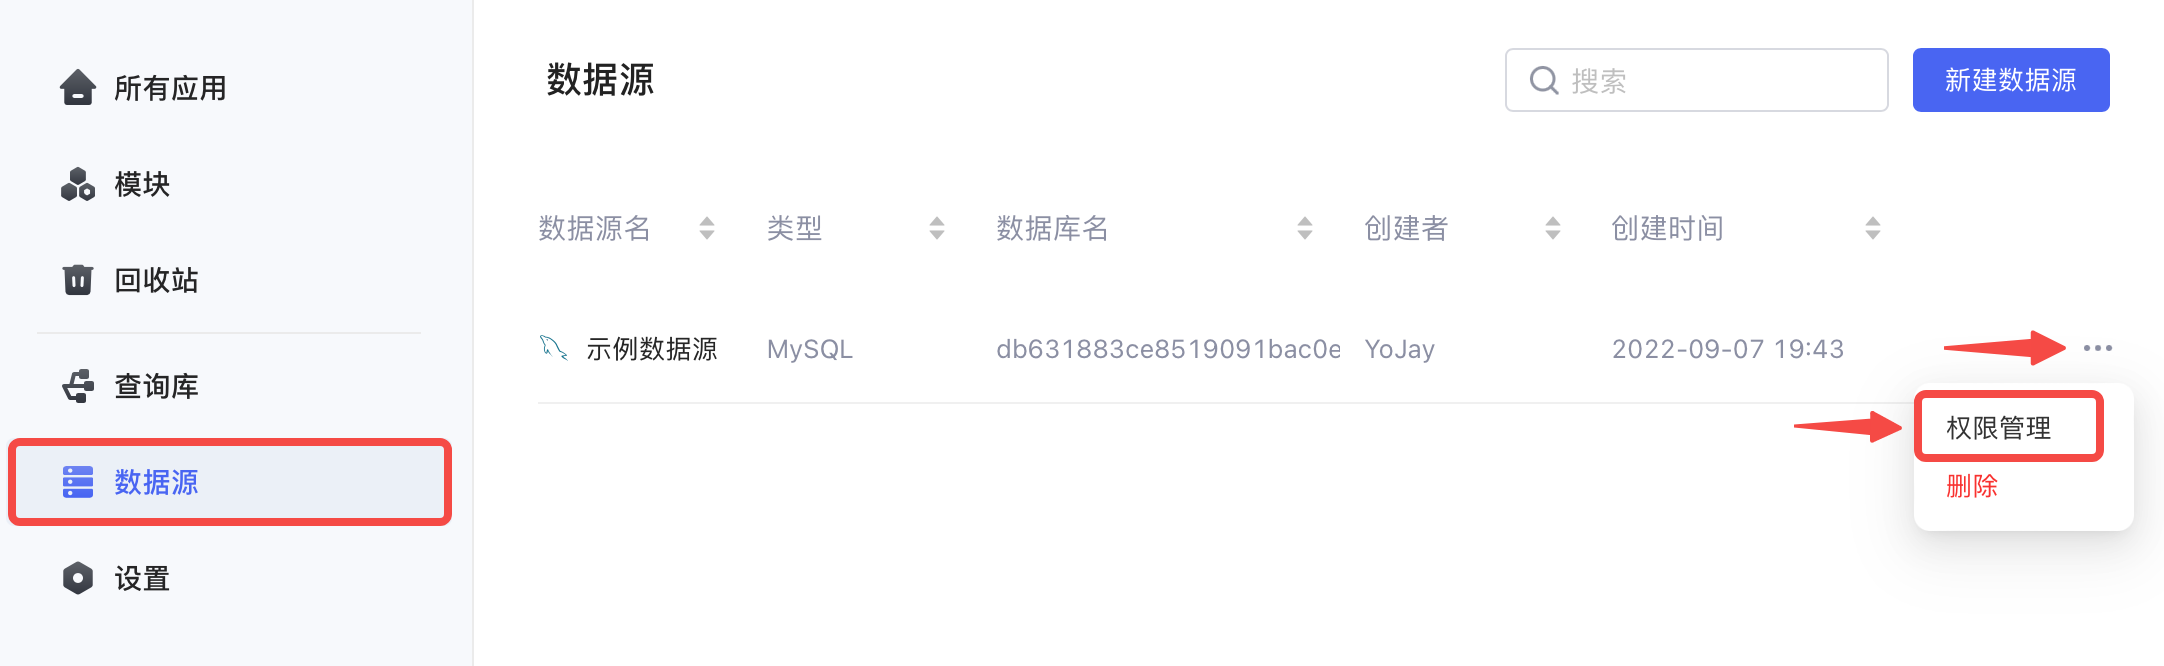 所有应用
模块
回收站
查询库
数据源
设置
数据源
搜索
新建数据源
数据源名 类型 数据库名 创建者 创建时间
示例数据源 MySQL db631883ce8519091bac0e YoJay 2022-09-07 19:43
权限管理
删除